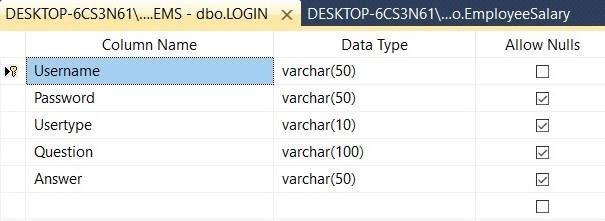 DESKTOP-6CS3N61\....EMS - dbo.LOGIN DESKTOP-6CS3N61\...o.EmployeeSalary
Column Name Data Type Allow Nulls
Username varchar(50)
Password varchar(50)
Usertype varchar(10)
Question varchar(100)
Answer varchar(50)